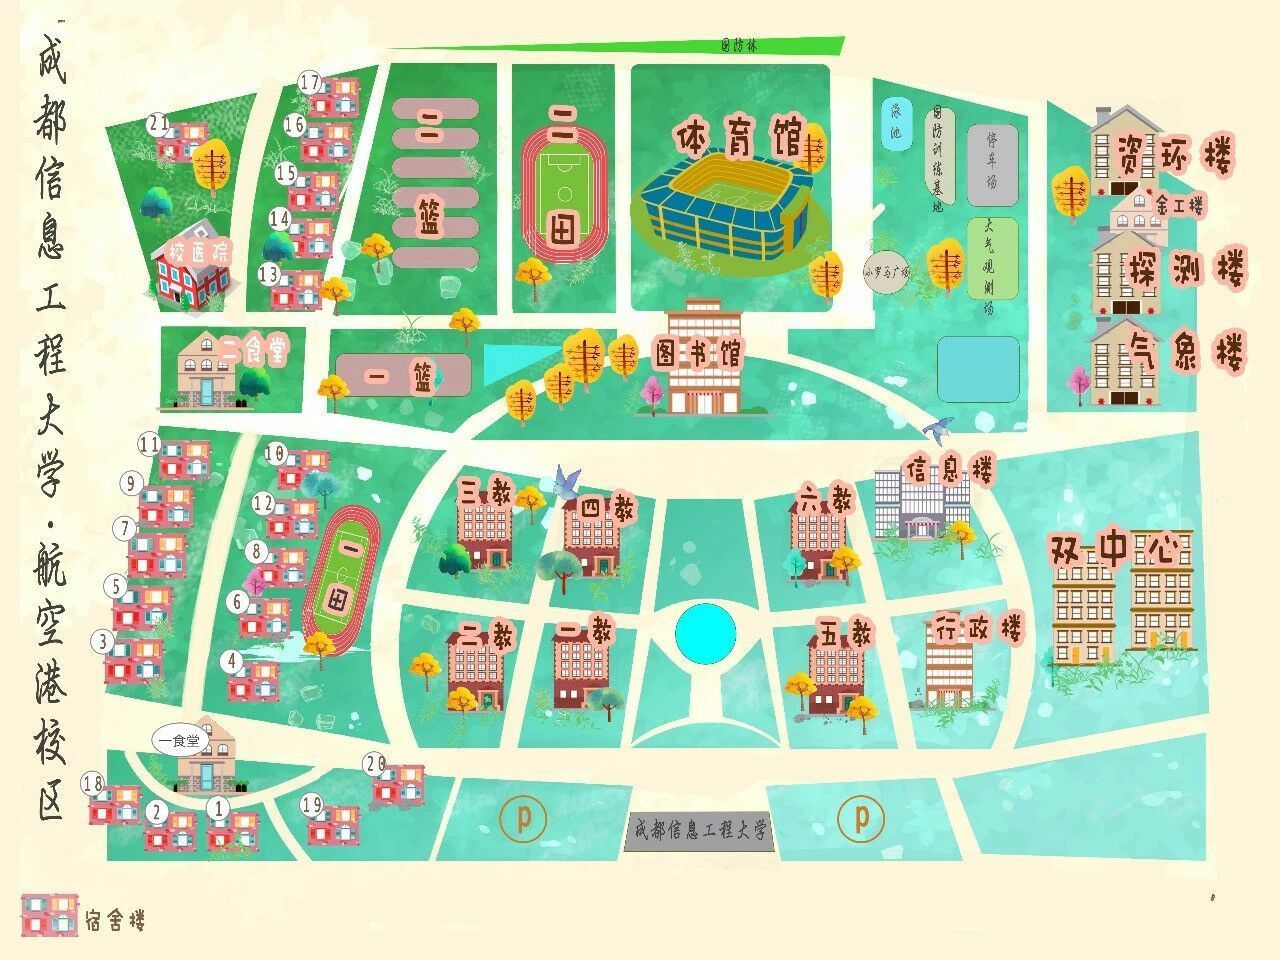 成都信息工程大学·航空港校区
国防林
17
21
16
15
14
13
校医院
二
二
篮
二
田
体育馆
泳池
国防训练基地
停车场
大气观测场
小罗马广场
资环楼
金工楼
探测楼
气象楼
二食堂
一篮
图书馆
11
10
9
12
7
8
5
6
3
4
一
田
三教
四教
六教
信息楼
双中心
二教
一教
五教
行政楼
一食堂
18
2
1
19
20
P
成都信息工程大学
P
宿舍楼